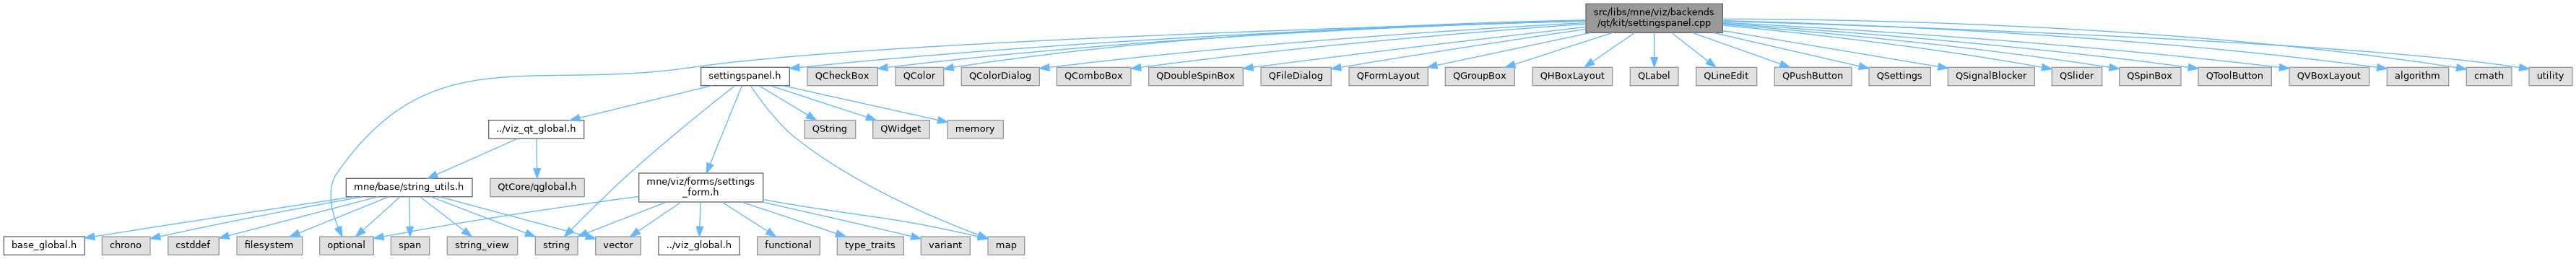 src/libs/mne/viz/backends
/qt/kit/settingspanel.cpp
settingspanel.h
QCheckBox
QColor
QColorDialog
QComboBox
QDoubleSpinBox
QFileDialog
QFormLayout
QGroupBox
QHBoxLayout
QLabel
QLineEdit
QPushButton
QSettings
QSignalBlocker
QSlider
QSpinBox
QToolButton
QVBoxLayout
algorithm
cmath
utility
../viz_qt_global.h
QString
QWidget
memory
mne/base/string_utils.h
QtCore/qglobal.h
mne/viz/forms/settings
_form.h
base_global.h
chrono
cstddef
filesystem
optional
span
string_view
string
vector
../viz_global.h
functional
type_traits
variant
map